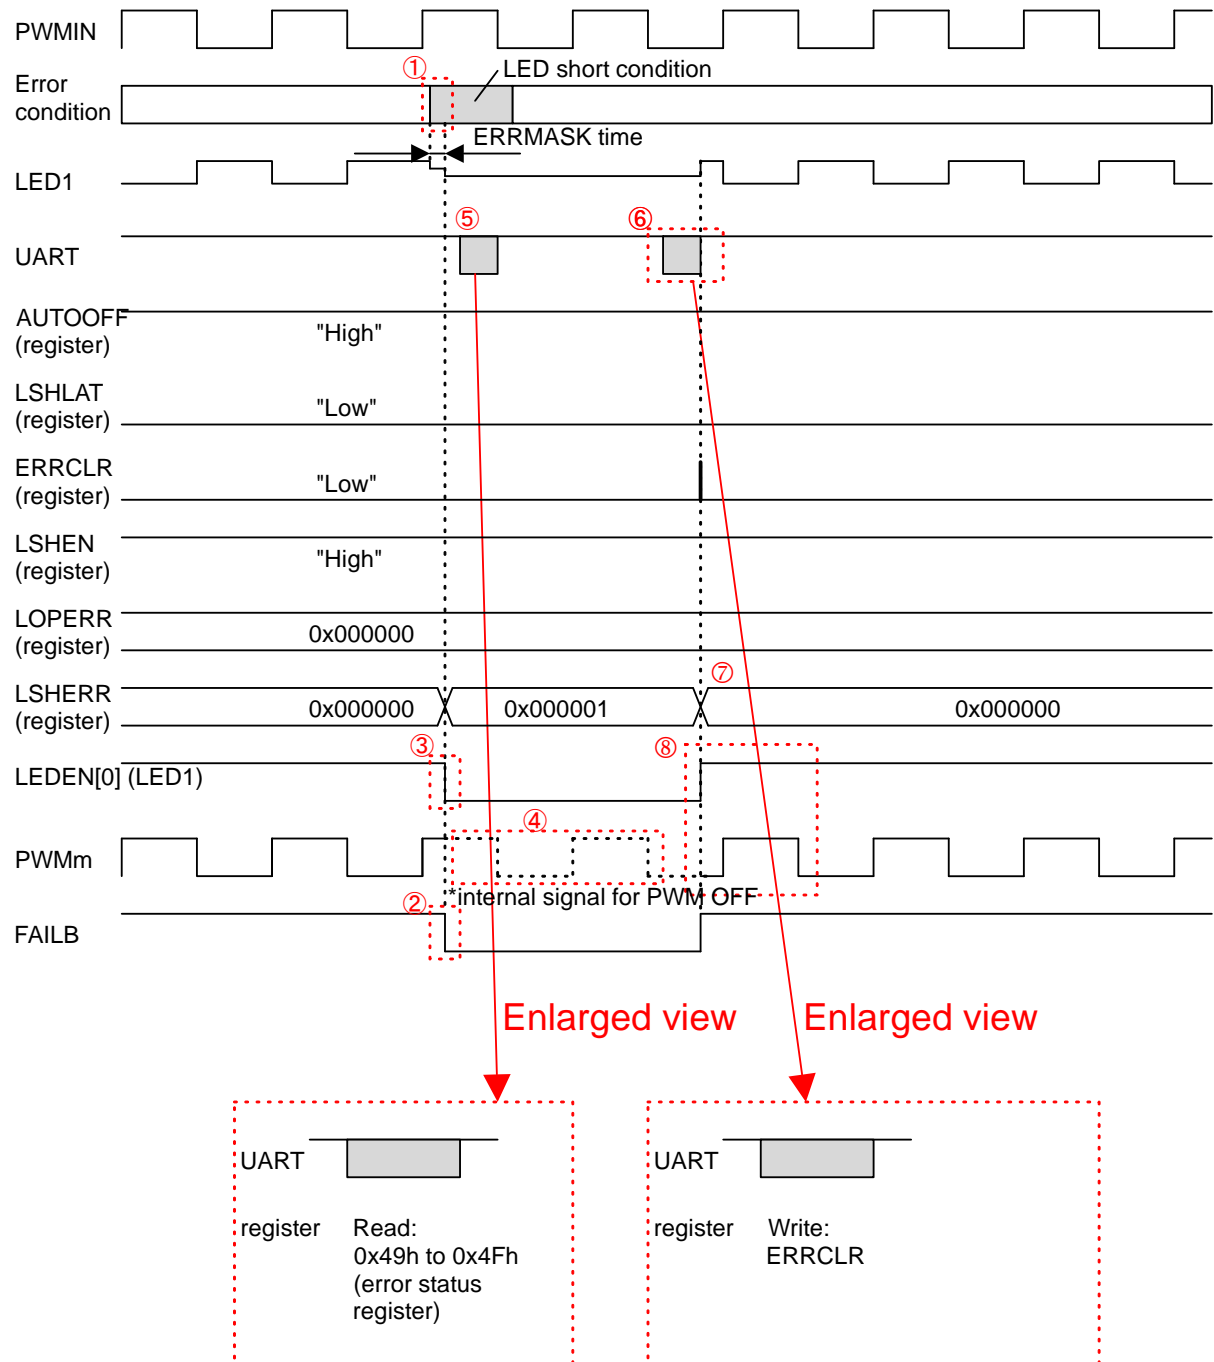 PWMIN
①
LED short condition
Error
condition
ERRMASK time
LED1
⑤
⑥
UART
AUTOOFF
(register)
"High"
LSHLAT
(register)
"Low"
ERRCLR
(register)
"Low"
LSHEN
(register)
"High"
LOPERR
(register)
0x000000
⑦
LSHERR
(register)
0x000000
0x000001
0x000000
③
⑧
LEDEN[0] (LED1)
④
PWMm
*internal signal for PWM OFF
②
FAILB
Enlarged view
Enlarged view
UART
register
Read:
0x49h to 0x4Fh
(error status
register)
UART
register
Write:
ERRCLR